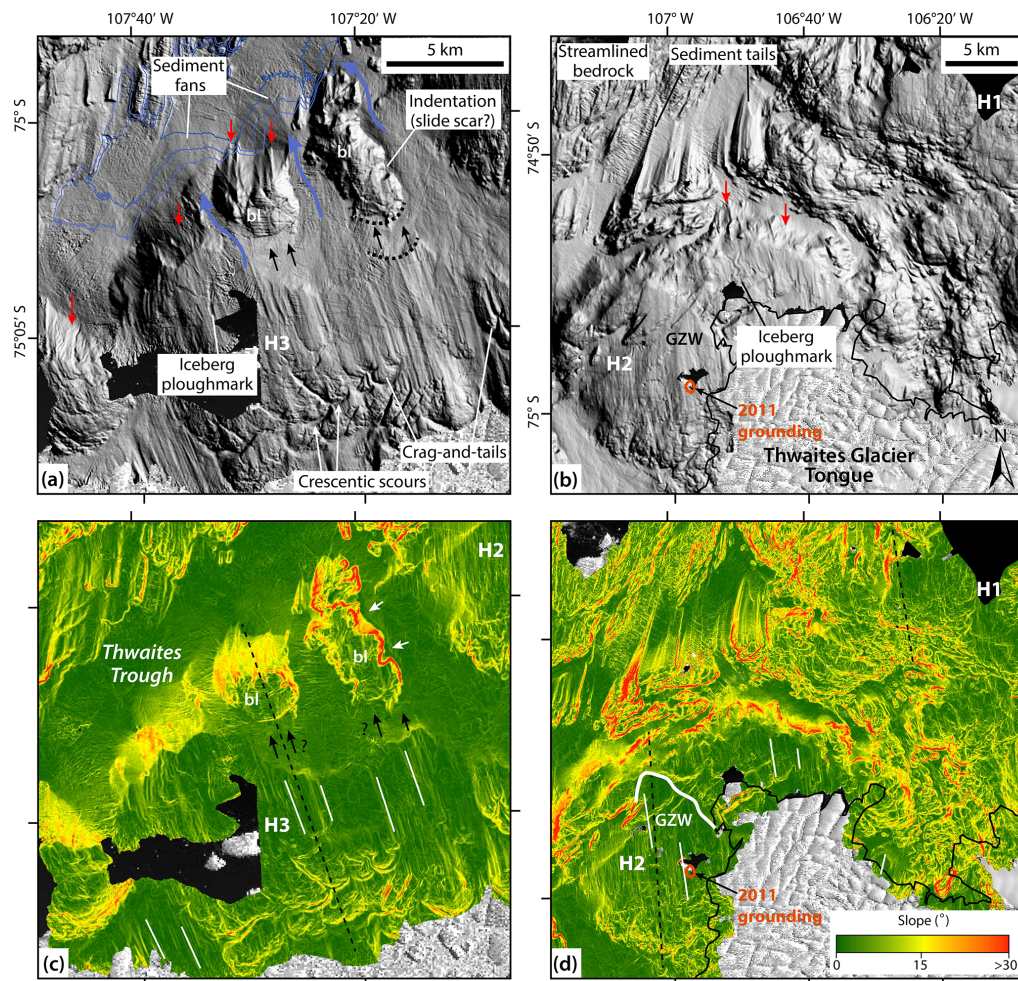 107°40' W
107°20' W
107° W
106°40' W
106°20' W
75° S
75°05' S
5 km
Sediment
fans
Indentation
(slide scar?)
bl
bl
H3
Iceberg
ploughmark
Crag-and-tails
Crescentic scours
(a)
74°50' S
75° S
Streamlined
bedrock
Sediment tails
5 km
H1
GZW
H2
Iceberg
ploughmark
2011
grounding
Thwaites Glacier
Tongue
N
(b)
H2
Thwaites
Trough
bl
bl
?
?
H3
(c)
H1
GZW
H2
2011
grounding
Slope (°)
0
15
>30
(d)